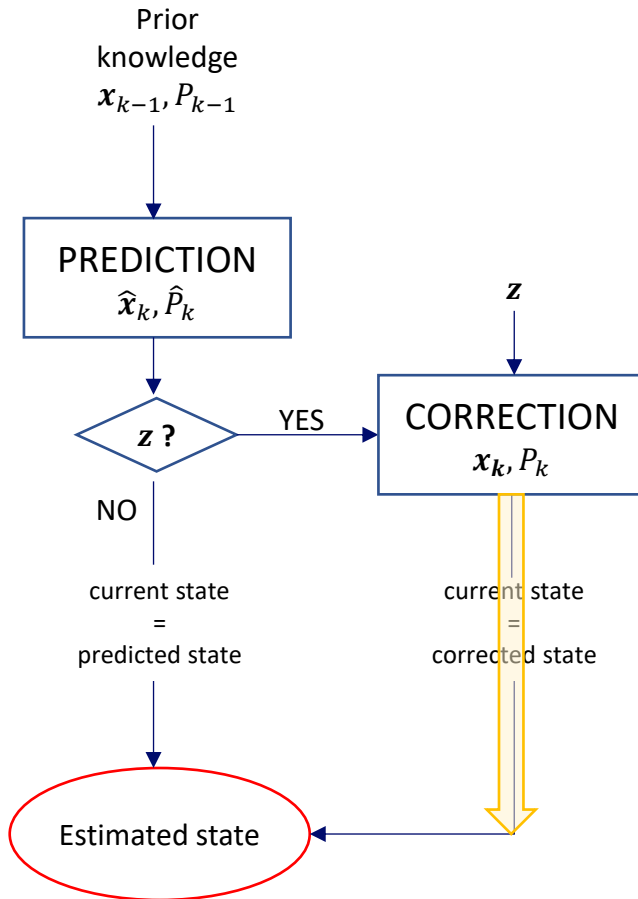 Prior
knowledge
𝒙ₖ₋₁, Pₖ₋₁
PREDICTION
𝒙̂ₖ, P̂ₖ
z
z ?
YES
CORRECTION
𝒙ₖ, Pₖ
NO
current state
=
predicted state
current state
=
corrected state
Estimated state